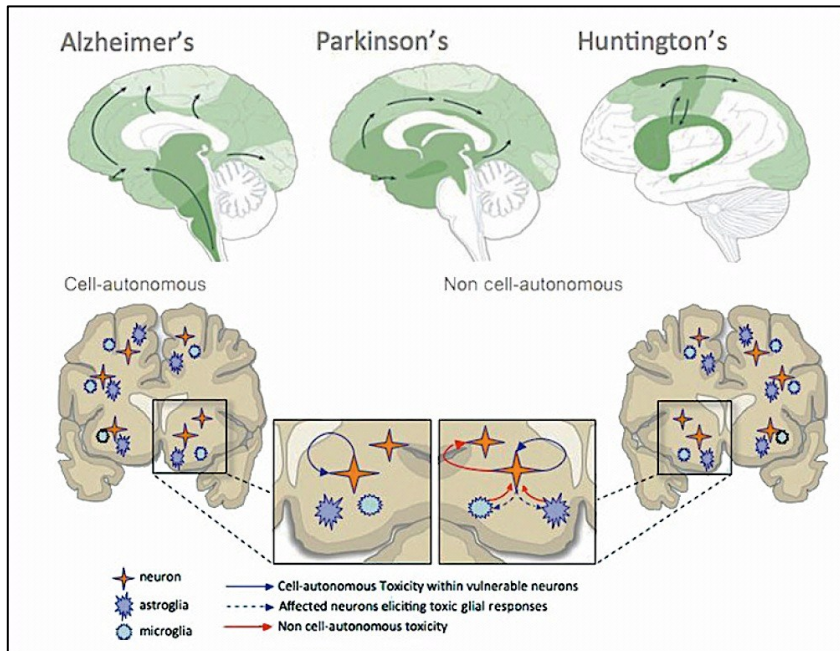 Alzheimer's
Parkinson's
Huntington's
Cell-autonomous
Non cell-autonomous
neuron
astroglia
microglia
Cell-autonomous Toxicity within vulnerable neurons
Affected neurons eliciting toxic glial responses
Non cell-autonomous toxicity